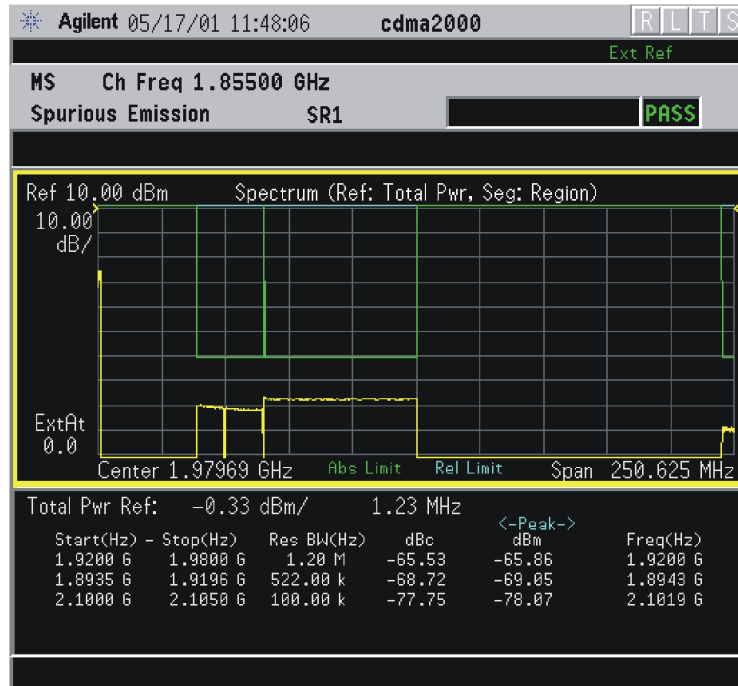 Agilent 05/17/01 11:48:06 cdma2000 R L T S
Ext Ref
MS Ch Freq 1.85500 GHz
Spurious Emission SR1 PASS
Ref 10.00 dBm Spectrum (Ref: Total Pwr, Seg: Region)
10.00
dB/
ExtAt
0.0
Center 1.97969 GHz Abs Limit Rel Limit Span 250.625 MHz
Total Pwr Ref: -0.33 dBm/ 1.23 MHz
<-Peak->
Start(Hz) - Stop(Hz) Res BW(Hz) dBc dBm Freq(Hz)
1.9200 G 1.9800 G 1.20 M -65.53 -65.86 1.9200 G
1.8935 G 1.9196 G 522.00 k -68.72 -69.05 1.8943 G
2.1000 G 2.1050 G 100.00 k -77.75 -78.07 2.1019 G